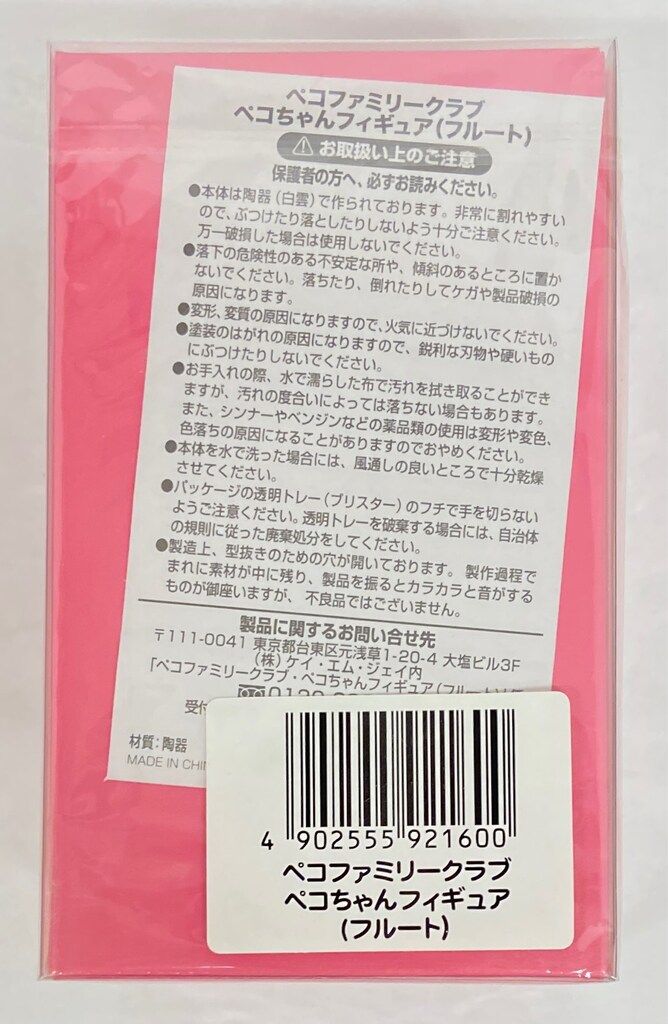 ペコファミリークラブ
ペコちゃんフィギュア(フルート)
⚠ お取扱い上のご注意
保護者の方へ、必ずお読みください。
●本体は陶器(白雲)で作られております。非常に割れやすい
ので、ぶつけたり落としたりしないよう十分ご注意ください。
万一破損した場合は使用しないでください。
●落下の危険性のある不安定な所や、傾斜のあるところに置か
ないでください。落ちたり、倒れたりしてケガや製品破損の
原因になります。
●変形、変質の原因になりますので、火気に近づけないでください。
●塗装のはがれの原因になりますので、鋭利な刃物や硬いもの
にぶつけたりしないでください。
●お手入れの際、水で濡らした布で汚れを拭き取ることができ
ますが、汚れの度合いによっては落ちない場合もあります。
また、シンナーやベンジンなどの薬品類の使用は変形や変色、
色落ちの原因になることがありますのでおやめください。
●本体を水で洗った場合には、風通しの良いところで十分乾燥
させてください。
●パッケージの透明トレー(ブリスター)のフチで手を切らない
ようご注意ください。透明トレーを破棄する場合には、自治体
の規則に従った廃棄処分をしてください。
●製造上、型抜きのための穴が開いております。製作過程で
まれに素材が中に残り、製品を振るとカラカラと音がする
ものが御座いますが、不良品ではございません。
製品に関するお問い合せ先
〒111-0041 東京都台東区元浅草1-20-4 大塩ビル3F
(株)ケイ・エム・ジェイ内
「ペコファミリークラブ・ペコちゃんフィギュア(フルート)」
0120
受付
材質:陶器
MADE IN CHI
4 902555 921600
ペコファミリークラブ
ペコちゃんフィギュア
(フルート)